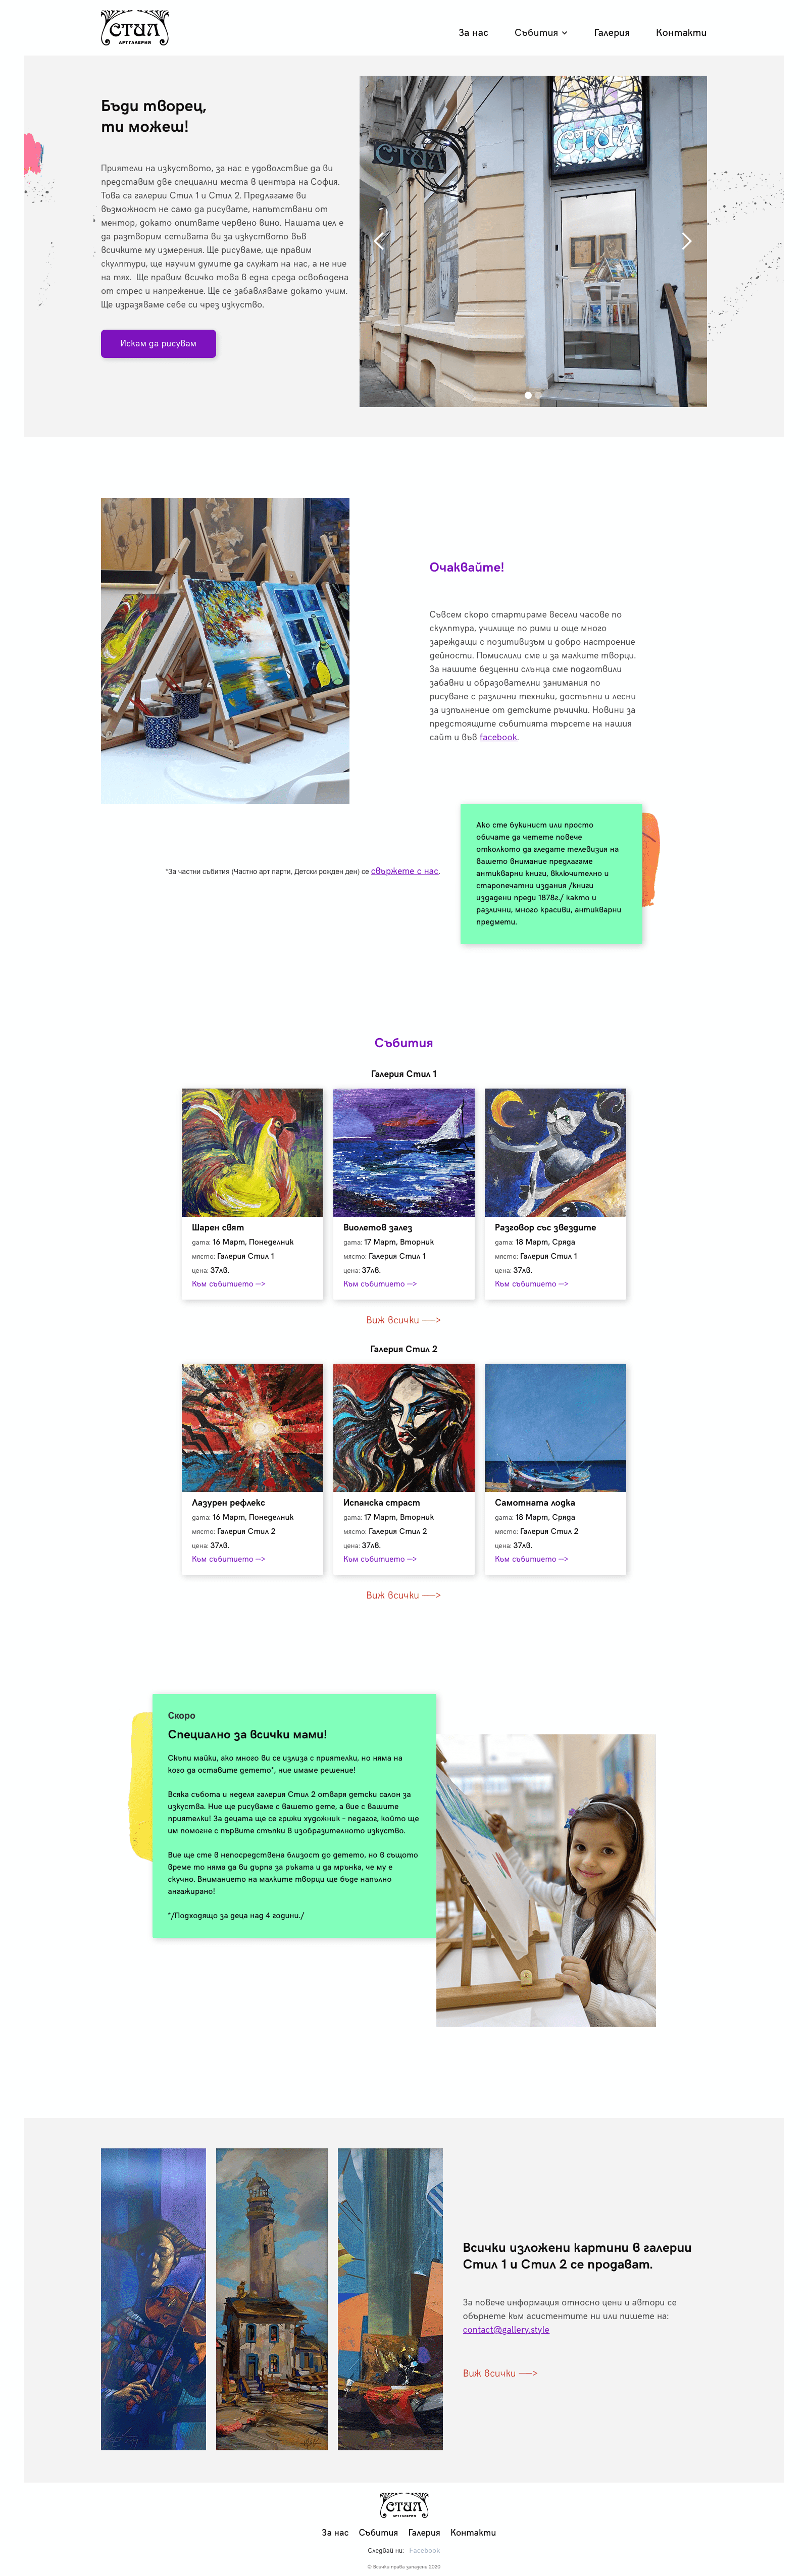 СТИЛ
АРТГАЛЕРИЯ
За нас
Събития
Галерия
Контакти
Бъди творец,
ти можеш!
Приятели на изкуството, за нас е удоволствие да ви
представим две специални места в центъра на София.
Това са галерии Стил 1 и Стил 2. Предлагаме ви
възможност не само да рисувате, напътствани от
ментор, докато опитвате червено вино. Нашата цел е
да разтворим сетивата ви за изкуството във
всичките му измерения. Ще рисуваме, ще правим
скулптури, ще научим думите да служат на нас, а не ние
на тях. Ще правим всичко това в една среда освободена
от стрес и напрежение. Ще се забавляваме докато учим.
Ще изразяваме себе си чрез изкуство.
Искам да рисувам
СТИЛ
СТИЛ
Очаквайте!
Съвсем скоро стартираме весели часове по
скулптура, училище по рими и още много
зареждащи с позитивизъм и добро настроение
дейности. Помислили сме и за малките творци.
За нашите безценни слънца сме подготвили
забавни и образователни занимания по
рисуване с различни техники, достъпни и лесни
за изпълнение от детските ръчички. Новини за
предстоящите събитията търсете на нашия
сайт и във facebook.
Ако сте букинист или просто
обичате да четете повече
отколкото да гледате телевизия на
вашето внимание предлагаме
антикварни книги, включително и
старопечатни издания /книги
издадени преди 1878г./ както и
различни, много красиви, антикварни
предмети.
*За частни събития (Частно арт парти, Детски рожден ден) се свържете с нас.
Събития
Галерия Стил 1
Шарен свят
дата: 16 Март, Понеделник
място: Галерия Стил 1
цена: 37лв.
Към събитието -->
Виолетов залез
дата: 17 Март, Вторник
място: Галерия Стил 1
цена: 37лв.
Към събитието -->
Разговор със звездите
дата: 18 Март, Сряда
място: Галерия Стил 1
цена: 37лв.
Към събитието -->
Виж всички --->
Галерия Стил 2
Лазурен рефлекс
дата: 16 Март, Понеделник
място: Галерия Стил 2
цена: 37лв.
Към събитието -->
Испанска страст
дата: 17 Март, Вторник
място: Галерия Стил 2
цена: 37лв.
Към събитието -->
Самотната лодка
дата: 18 Март, Сряда
място: Галерия Стил 2
цена: 37лв.
Към събитието -->
Виж всички --->
Скоро
Специално за всички мами!
Скъпи майки, ако много ви се излиза с приятелки, но няма на
кого да оставите детето*, ние имаме решение!
Всяка събота и неделя галерия Стил 2 отваря детски салон за
изкуства. Ние ще рисуваме с вашето дете, а вие с вашите
приятелки! За децата ще се грижи художник - педагог, който ще
им помогне с първите стъпки в изобразителното изкуство.
Вие ще сте в непосредствена близост до детето, но в същото
време то няма да ви дърпа за ръката и да мрънка, че му е
скучно. Вниманието на малките творци ще бъде напълно
ангажирано!
*/Подходящо за деца над 4 години./
Всички изложени картини в галерии
Стил 1 и Стил 2 се продават.
За повече информация относно цени и автори се
обърнете към асистентите ни или пишете на:
contact@gallery.style
Виж всички --->
СТИЛ
АРТГАЛЕРИЯ
За нас
Събития
Галерия
Контакти
Следвай ни: Facebook
© Всички права запазени 2020